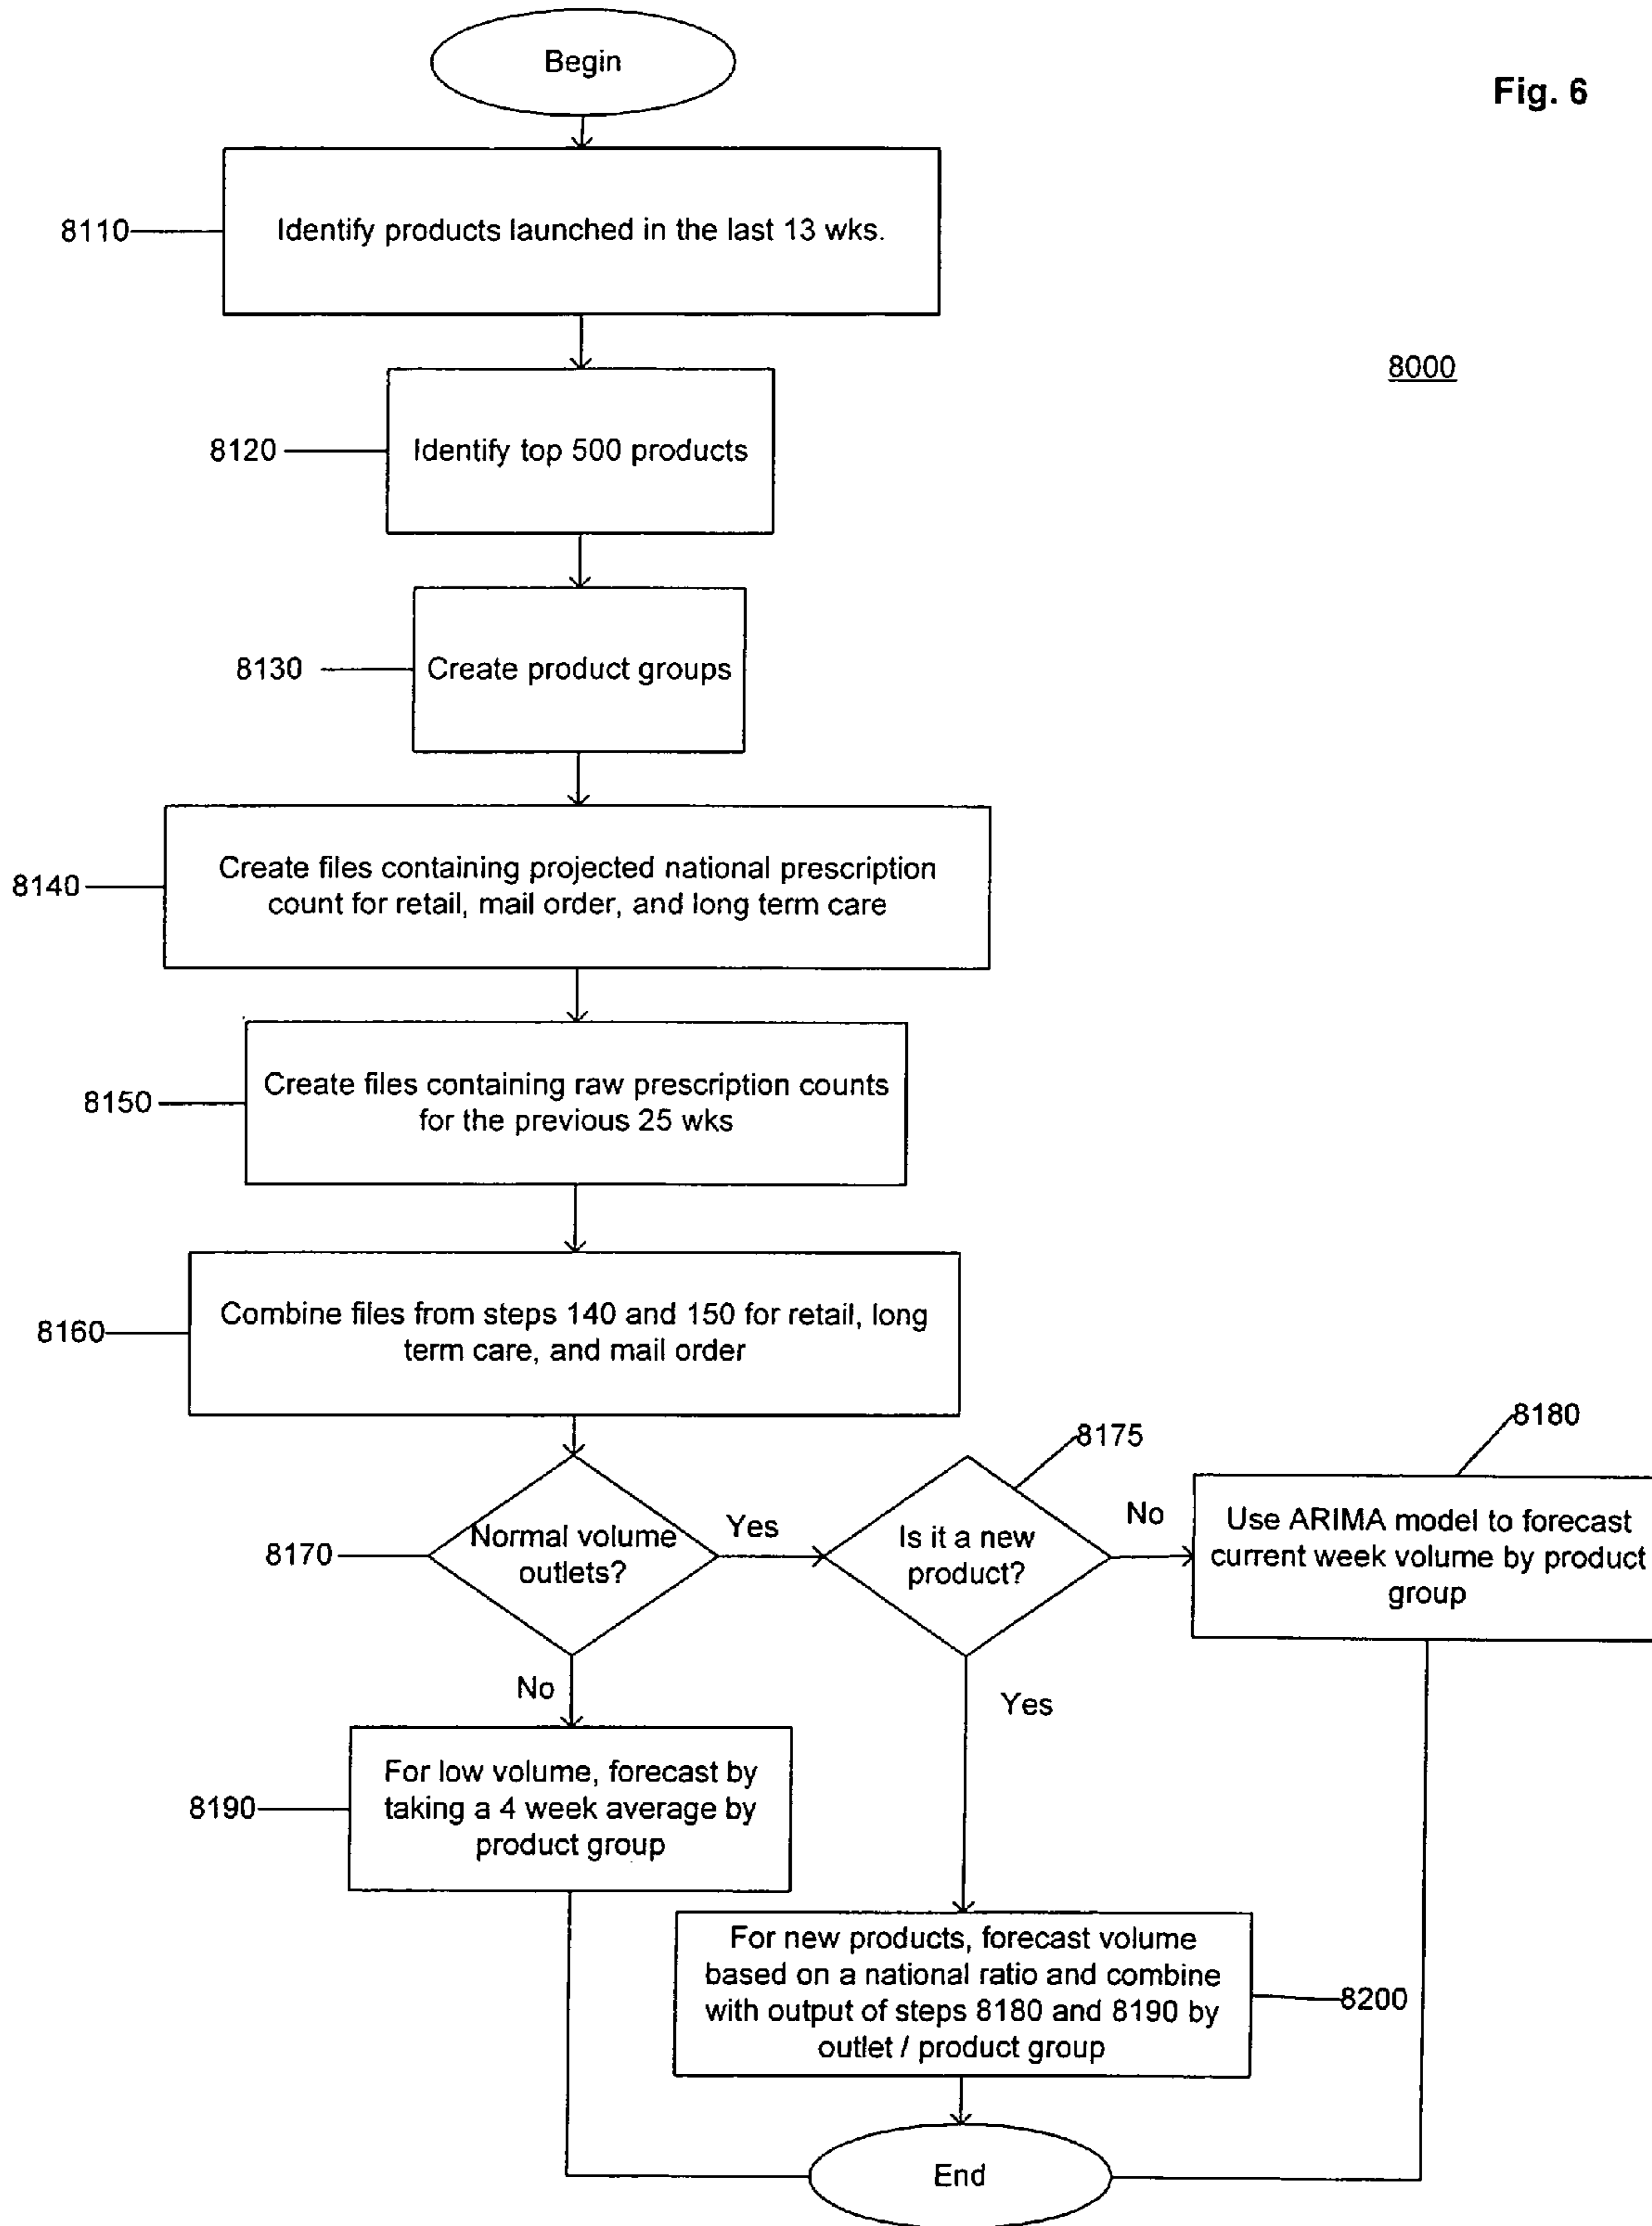 Begin
Fig. 6
8110
Identify products launched in the last 13 wks.
8000
8120
Identify top 500 products
8130
Create product groups
8140
Create files containing projected national prescription
count for retail, mail order, and long term care
8150
Create files containing raw prescription counts
for the previous 25 wks
8160
Combine files from steps 140 and 150 for retail, long
term care, and mail order
8170
Normal volume
outlets?
Yes
8175
Is it a new
product?
No
8180
Use ARIMA model to forecast
current week volume by product
group
No
Yes
8190
For low volume, forecast by
taking a 4 week average by
product group
For new products, forecast volume
based on a national ratio and combine
with output of steps 8180 and 8190 by
outlet / product group
8200
End